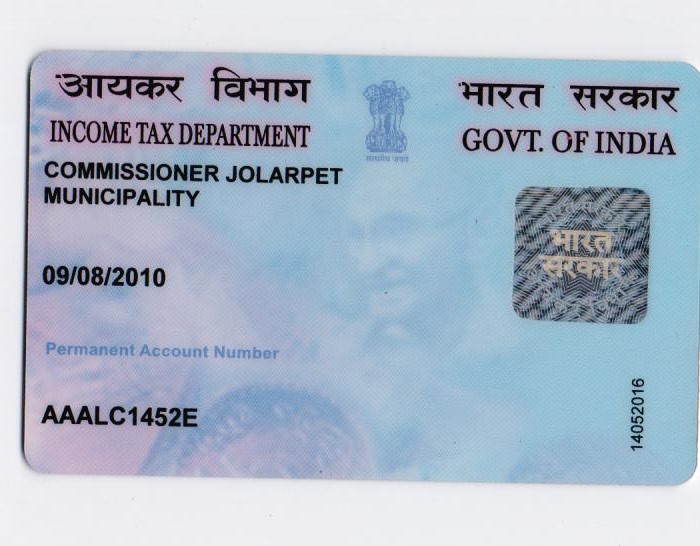 आयकर विभाग
INCOME TAX DEPARTMENT
भारत सरकार
GOVT. OF INDIA
सत्यमेव जयते
COMMISSIONER JOLARPET
MUNICIPALITY
भारत
सरकार
09/08/2010
Permanent Account Number
AAALC1452E
14052016